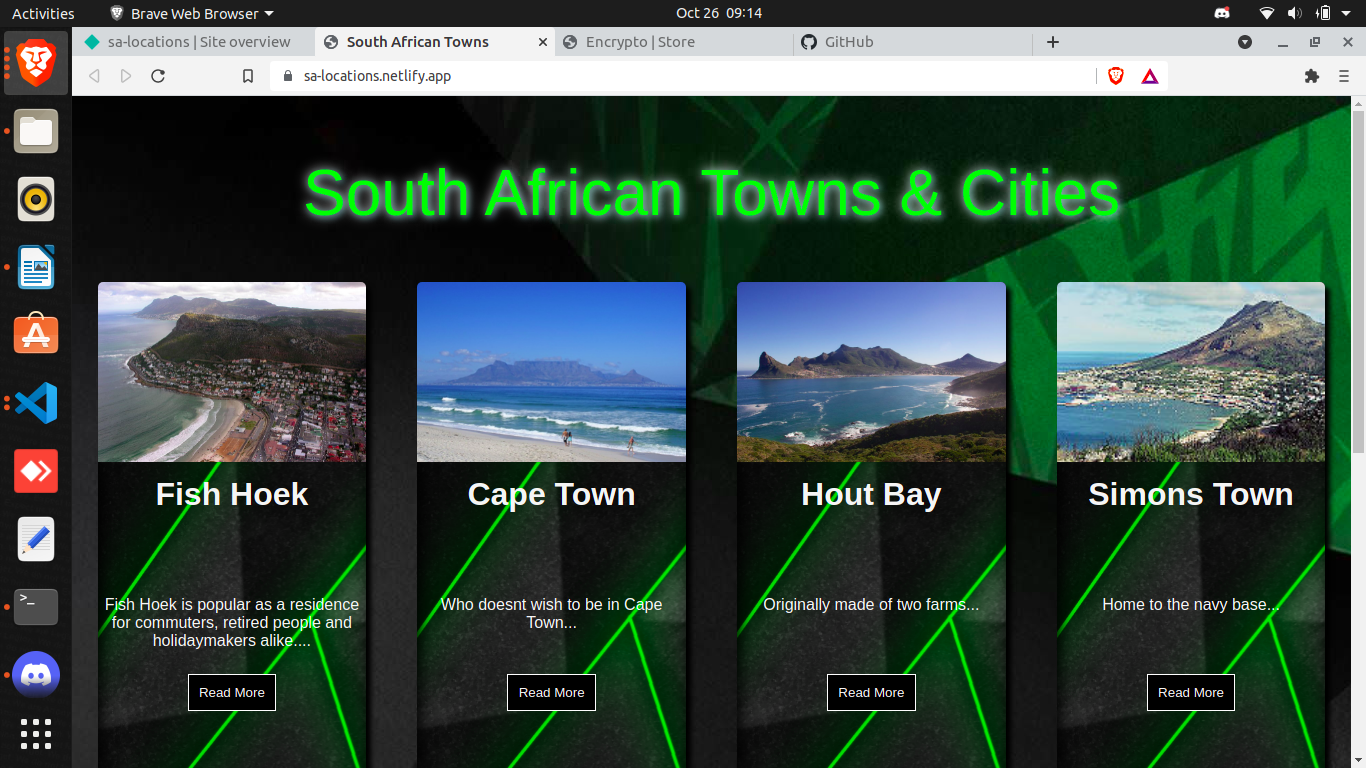 Activities
Brave Web Browser
Oct 26 09:14
sa-locations | Site overview
South African Towns
Encrypto | Store
GitHub
sa-locations.netlify.app
South African Towns & Cities
Fish Hoek
Fish Hoek is popular as a residence
for commuters, retired people and
holidaymakers alike....
Read More
Cape Town
Who doesnt wish to be in Cape
Town...
Read More
Hout Bay
Originally made of two farms...
Read More
Simons Town
Home to the navy base...
Read More